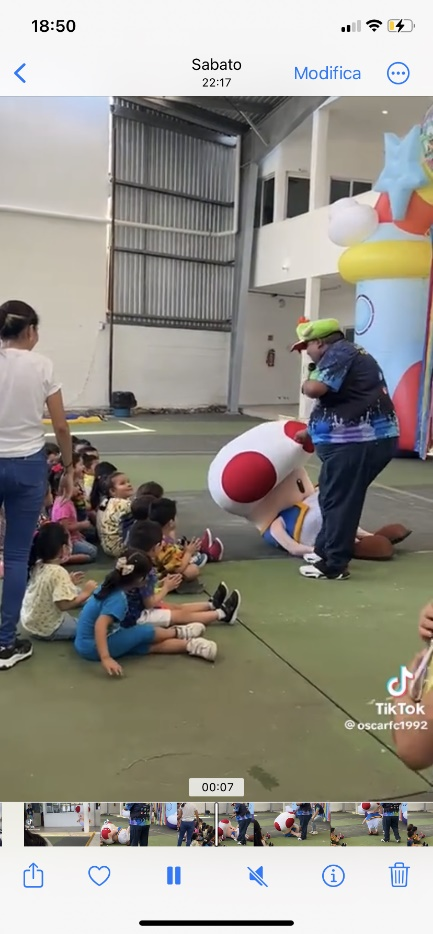 18:50
Sabato
22:17
Modifica
TikTok
@oscarfc1992
00:07